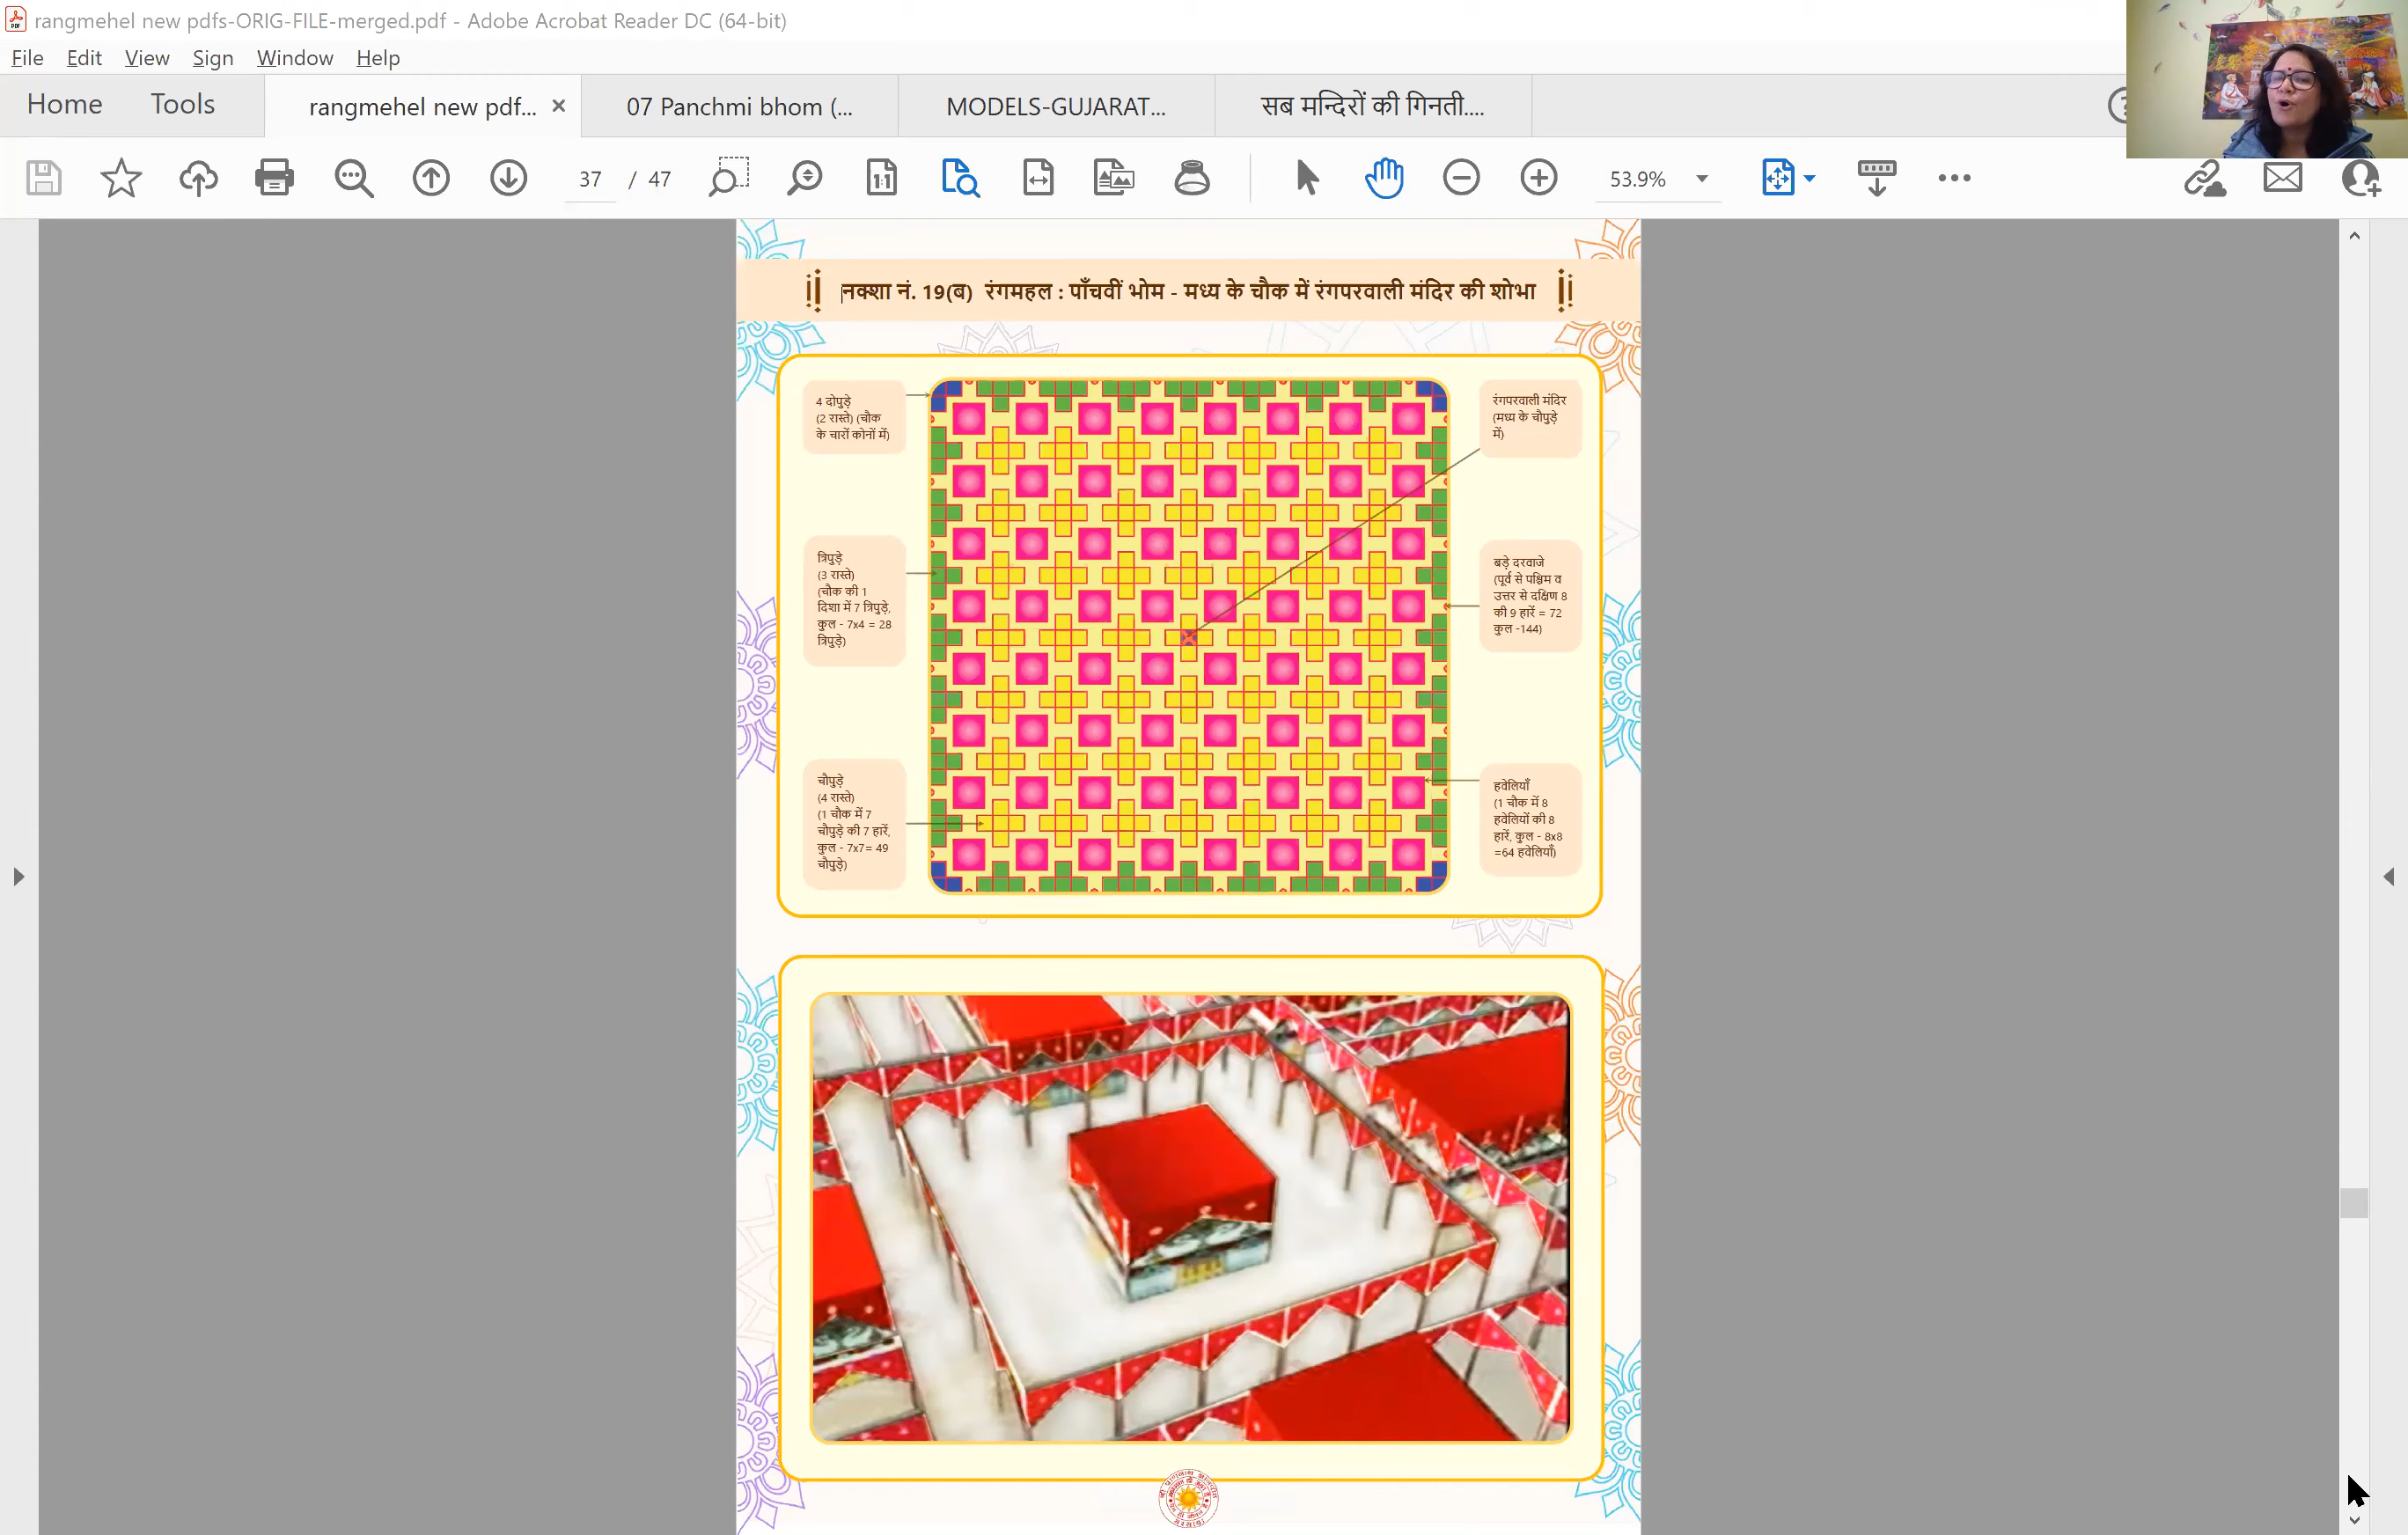 rangmehel new pdfs-ORIG-FILE-merged.pdf - Adobe Acrobat Reader DC (64-bit)
File Edit View Sign Window Help
Home Tools rangmehel new pdf... × 07 Panchmi bhom (... MODELS-GUJARAT... सब मन्दिरों की गिनती....
37 / 47 1:1 53.9%
नक्शा नं. 19(ब) रंगमहल : पाँचवीं भोम - मध्य के चौक में रंगपरवाली मंदिर की शोभा
4 दोपुड़े
(2 रास्ते) (चौक
के चारों कोनों में)
त्रिपुड़े
(3 रास्ते)
(चौक की 1
दिशा में 7 त्रिपुड़े,
कुल - 7x4 = 28
त्रिपुड़े)
चौपुड़े
(4 रास्ते)
(1 चौक में 7
चौपुड़े की 7 हारें,
कुल - 7x7= 49
चौपुड़े)
रंगपरवाली मंदिर
(मध्य के चौपुड़े
में)
बड़े दरवाजे
(पूर्व से पश्चिम व
उत्तर से दक्षिण 8
की 9 हारें = 72
कुल -144)
हवेलियाँ
(1 चौक में 8
हवेलियों की 8
हारें, कुल - 8x8
=64 हवेलियाँ)